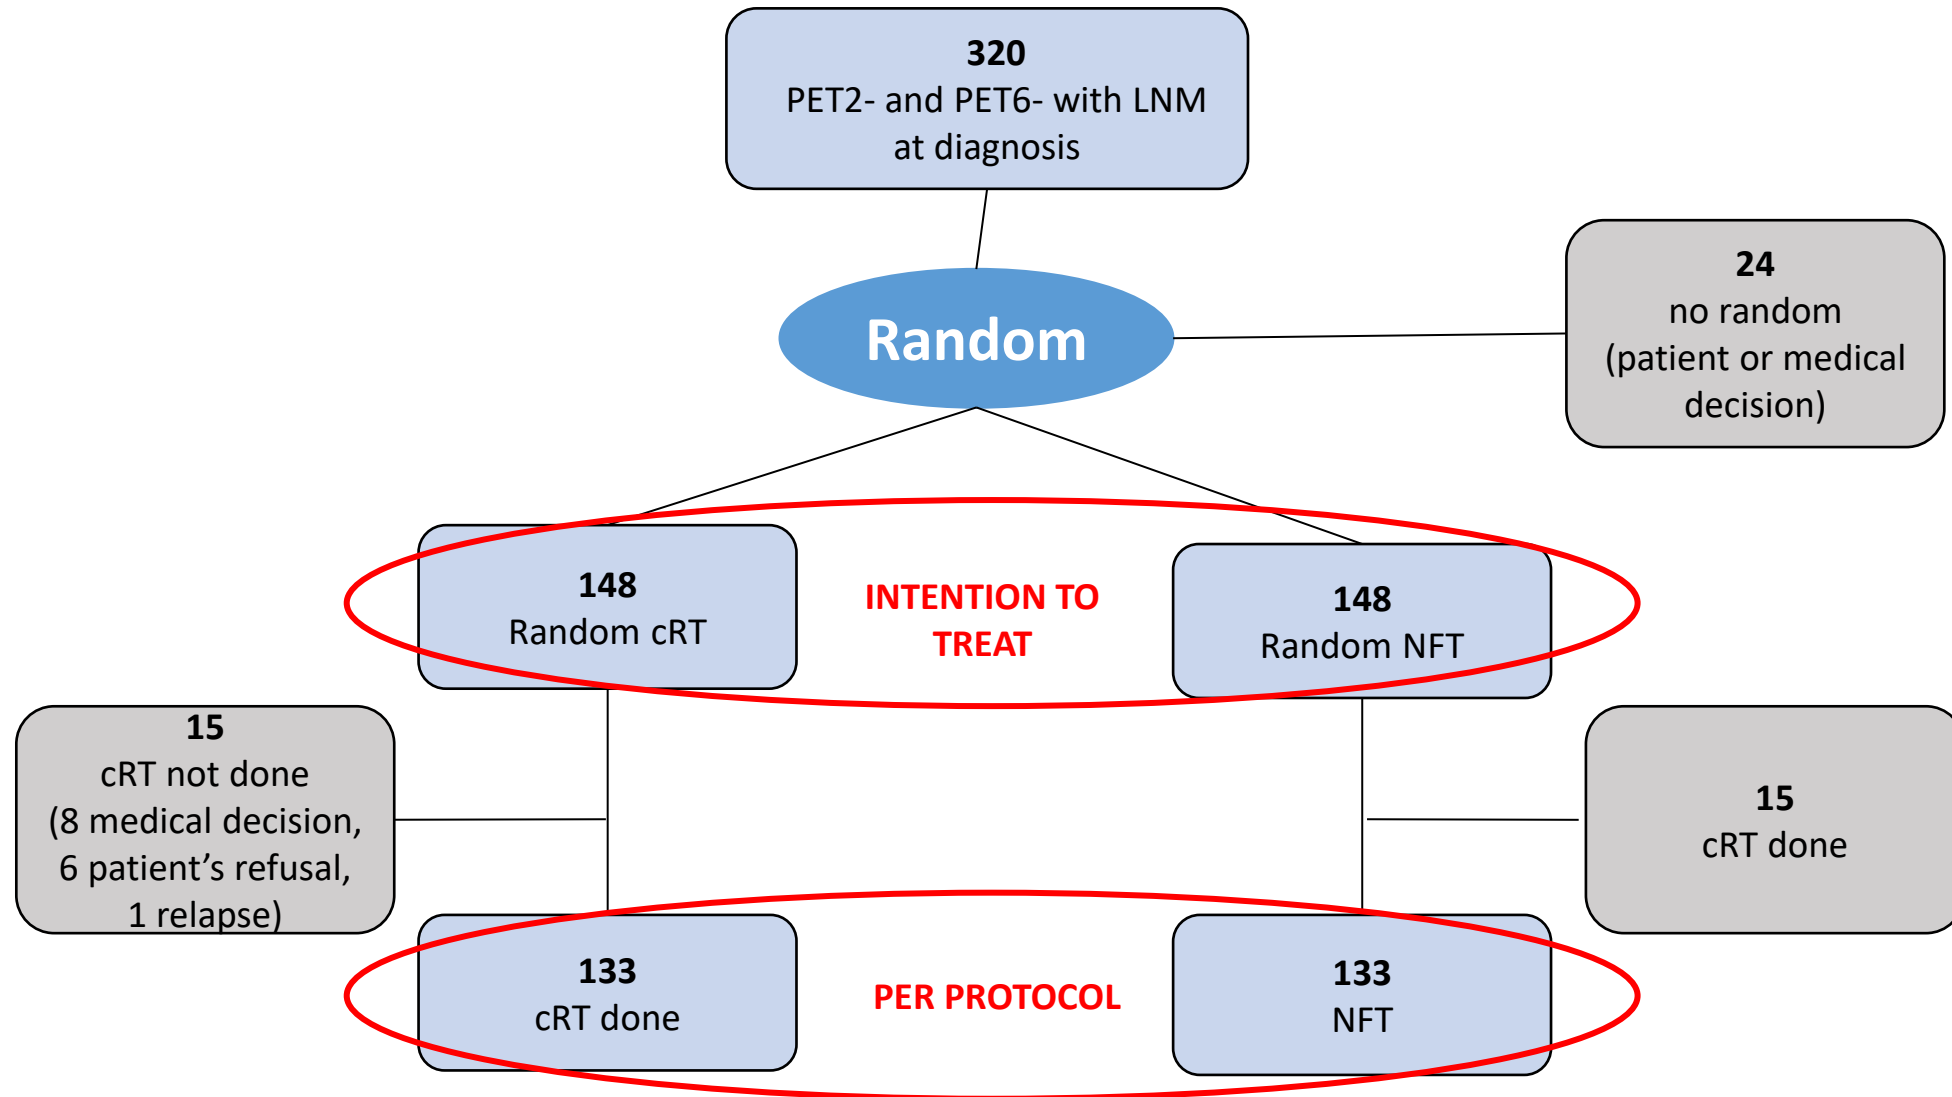 320
PET2- and PET6- with LNM
at diagnosis
24
no random
(patient or medical
decision)
Random
148
Random cRT
INTENTION TO
TREAT
148
Random NFT
15
cRT not done
(8 medical decision,
6 patient’s refusal,
1 relapse)
15
cRT done
133
cRT done
PER PROTOCOL
133
NFT